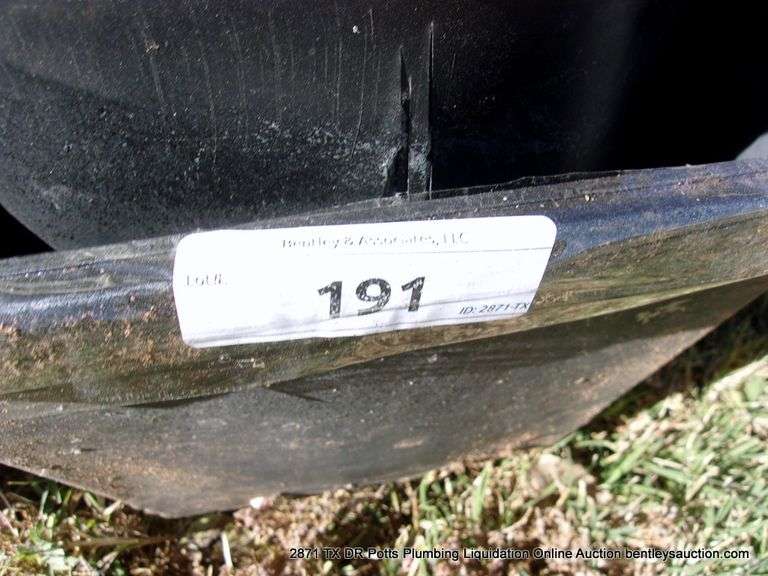 Bentley & Associates, LLC
Lot #:
191
ID: 2871-TX
2871 TX DR Potts Plumbing Liquidation Online Auction bentleysauction.com